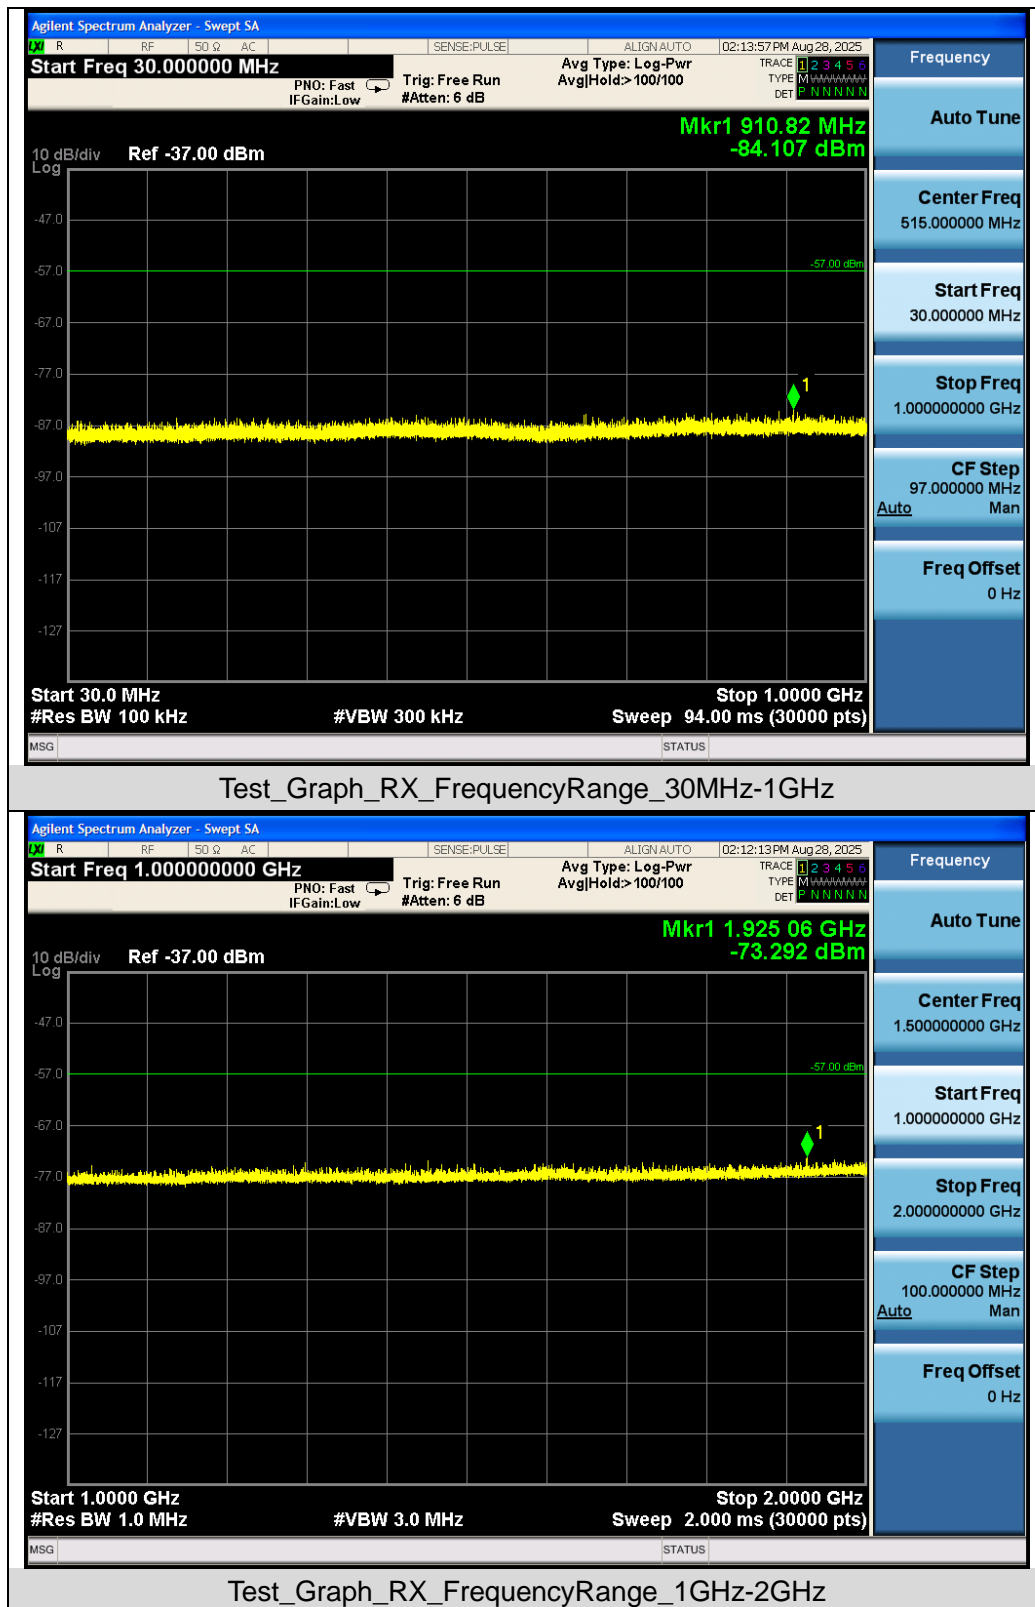 Agilent Spectrum Analyzer - Swept SA
LXI R RF 50 Ω AC SENSE:PULSE ALIGN AUTO 02:13:57 PM Aug 28, 2025
Start Freq 30.000000 MHz
PNO: Fast
IFGain:Low
Trig: Free Run
#Atten: 6 dB
Avg Type: Log-Pwr
Avg|Hold:>100/100
TRACE 1 2 3 4 5 6
TYPE M
DET P N N N N N
Mkr1 910.82 MHz
-84.107 dBm
10 dB/div Ref -37.00 dBm
Log
-47.0
-57.0
-57.00 dBm
-67.0
-77.0
1
-87.0
-97.0
-107
-117
-127
Start 30.0 MHz Stop 1.0000 GHz
#Res BW 100 kHz #VBW 300 kHz Sweep 94.00 ms (30000 pts)
MSG STATUS
Frequency
Auto Tune
Center Freq
515.000000 MHz
Start Freq
30.000000 MHz
Stop Freq
1.000000000 GHz
CF Step
97.000000 MHz
Auto Man
Freq Offset
0 Hz
Test_Graph_RX_FrequencyRange_30MHz-1GHz
Agilent Spectrum Analyzer - Swept SA
LXI R RF 50 Ω AC SENSE:PULSE ALIGN AUTO 02:12:13 PM Aug 28, 2025
Start Freq 1.000000000 GHz
PNO: Fast
IFGain:Low
Trig: Free Run
#Atten: 6 dB
Avg Type: Log-Pwr
Avg|Hold:>100/100
TRACE 1 2 3 4 5 6
TYPE M
DET P N N N N N
Mkr1 1.925 06 GHz
-73.292 dBm
10 dB/div Ref -37.00 dBm
Log
-47.0
-57.0
-57.00 dBm
-67.0
1
-77.0
-87.0
-97.0
-107
-117
-127
Start 1.0000 GHz Stop 2.0000 GHz
#Res BW 1.0 MHz #VBW 3.0 MHz Sweep 2.000 ms (30000 pts)
MSG STATUS
Frequency
Auto Tune
Center Freq
1.500000000 GHz
Start Freq
1.000000000 GHz
Stop Freq
2.000000000 GHz
CF Step
100.000000 MHz
Auto Man
Freq Offset
0 Hz
Test_Graph_RX_FrequencyRange_1GHz-2GHz